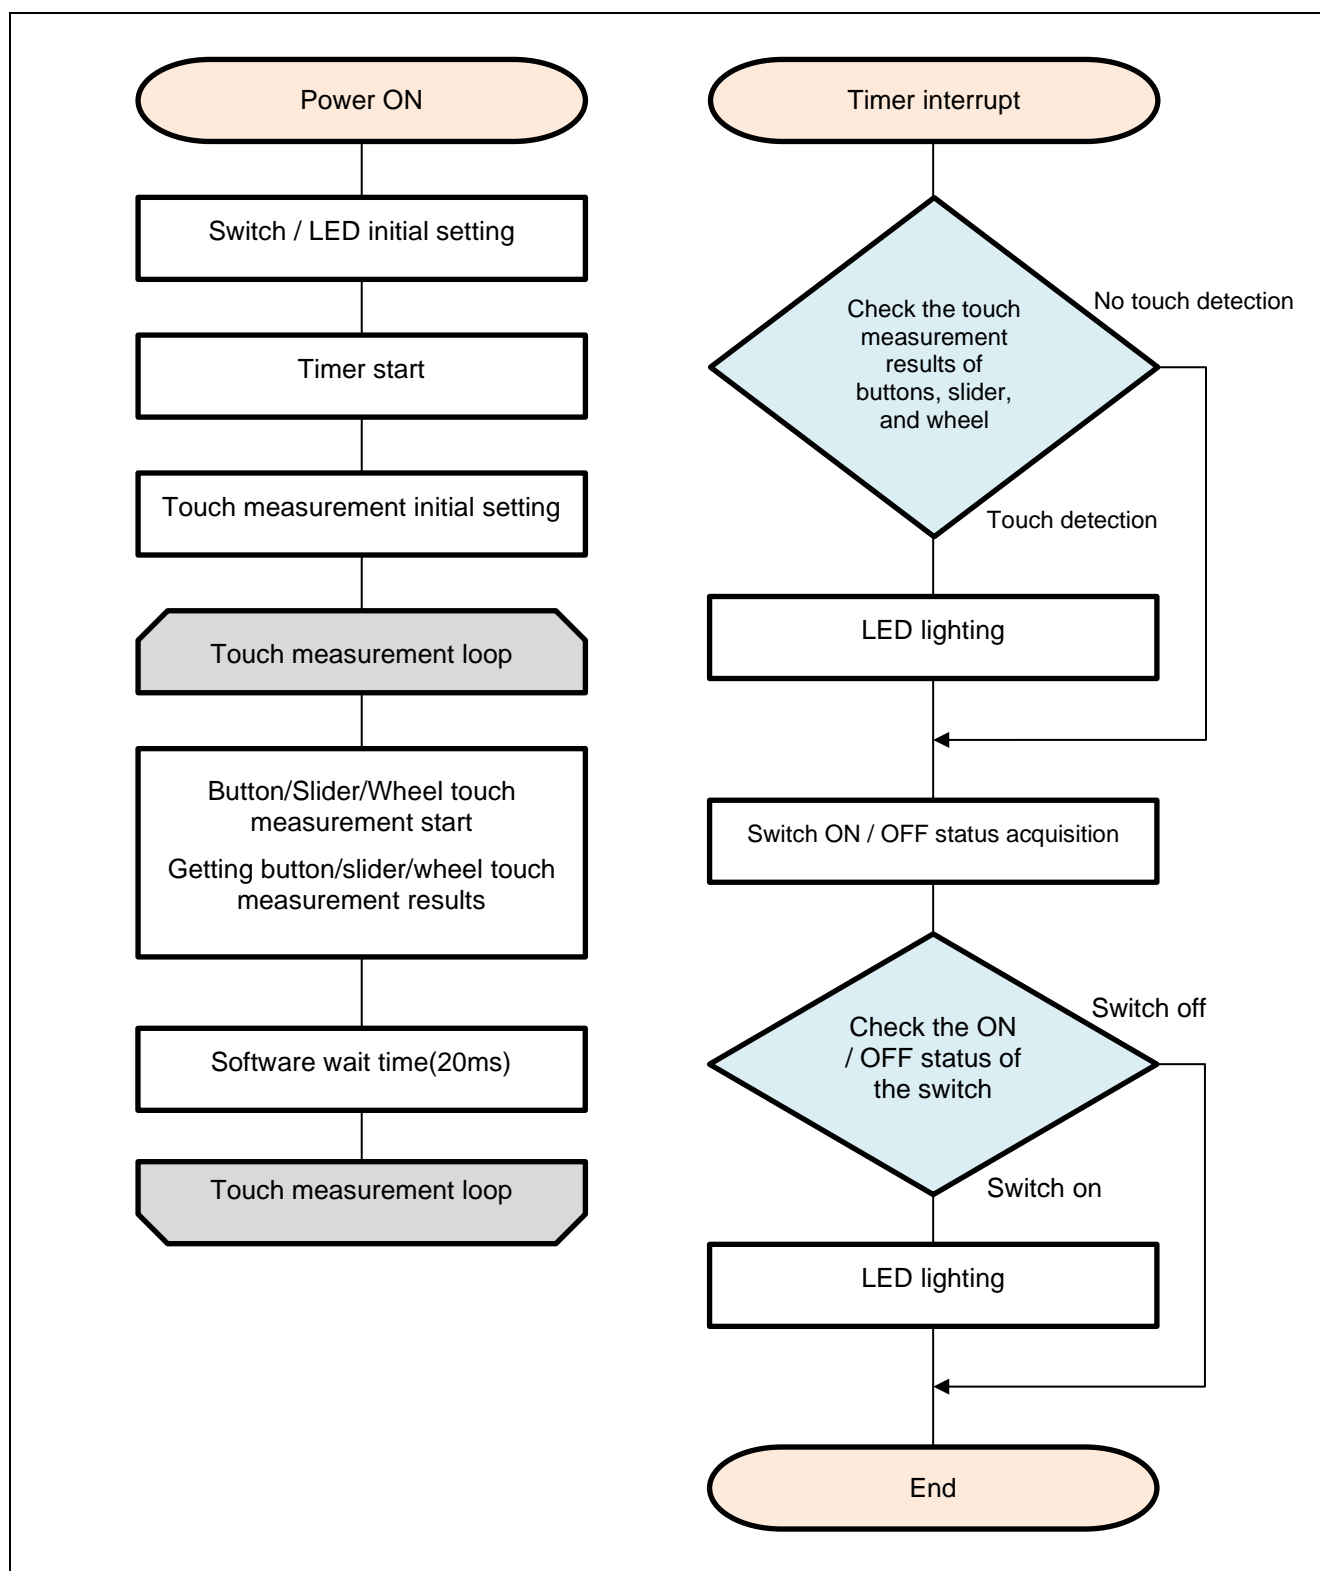 Power ON
Switch / LED initial setting
Timer start
Touch measurement initial setting
Touch measurement loop
Button/Slider/Wheel touch
measurement start
Getting button/slider/wheel touch
measurement results
Software wait time(20ms)
Touch measurement loop
Timer interrupt
Check the touch
measurement
results of
buttons, slider,
and wheel
No touch detection
Touch detection
LED lighting
Switch ON / OFF status acquisition
Check the ON
/ OFF status of
the switch
Switch off
Switch on
LED lighting
End